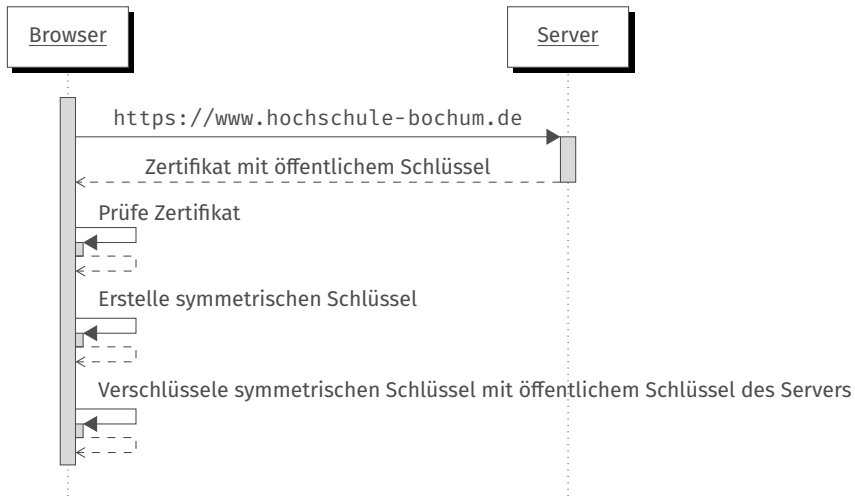 Browser
Server
https://www.hochschule-bochum.de
Zertifikat mit öffentlichem Schlüssel
Prüfe Zertifikat
Erstelle symmetrischen Schlüssel
Verschlüssele symmetrischen Schlüssel mit öffentlichem Schlüssel des Servers